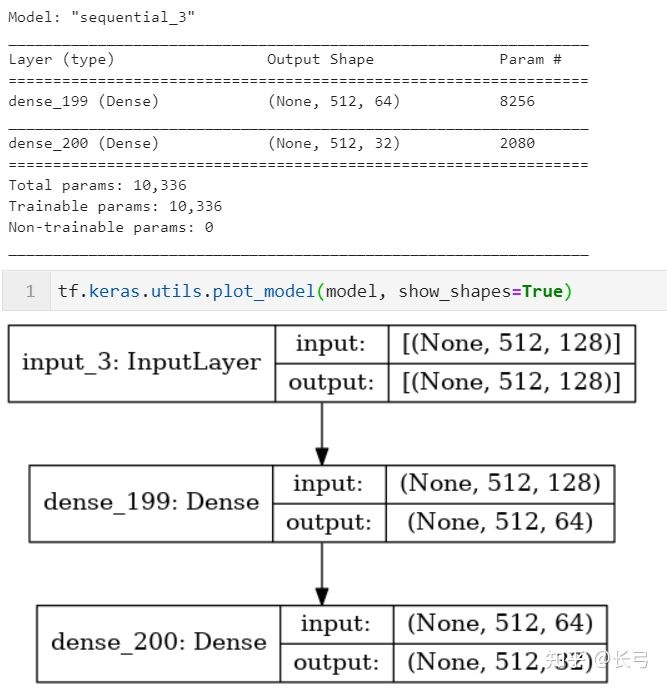 Model: "sequential_3"
Layer (type) Output Shape Param #
dense_199 (Dense) (None, 512, 64) 8256
dense_200 (Dense) (None, 512, 32) 2080
Total params: 10,336
Trainable params: 10,336
Non-trainable params: 0
1 tf.keras.utils.plot_model(model, show_shapes=True)
input_3: InputLayer
input: [(None, 512, 128)]
output: [(None, 512, 128)]
dense_199: Dense
input: (None, 512, 128)
output: (None, 512, 64)
dense_200: Dense
input: (None, 512, 64)
output: (None, 512, 32)
知乎 @长弓